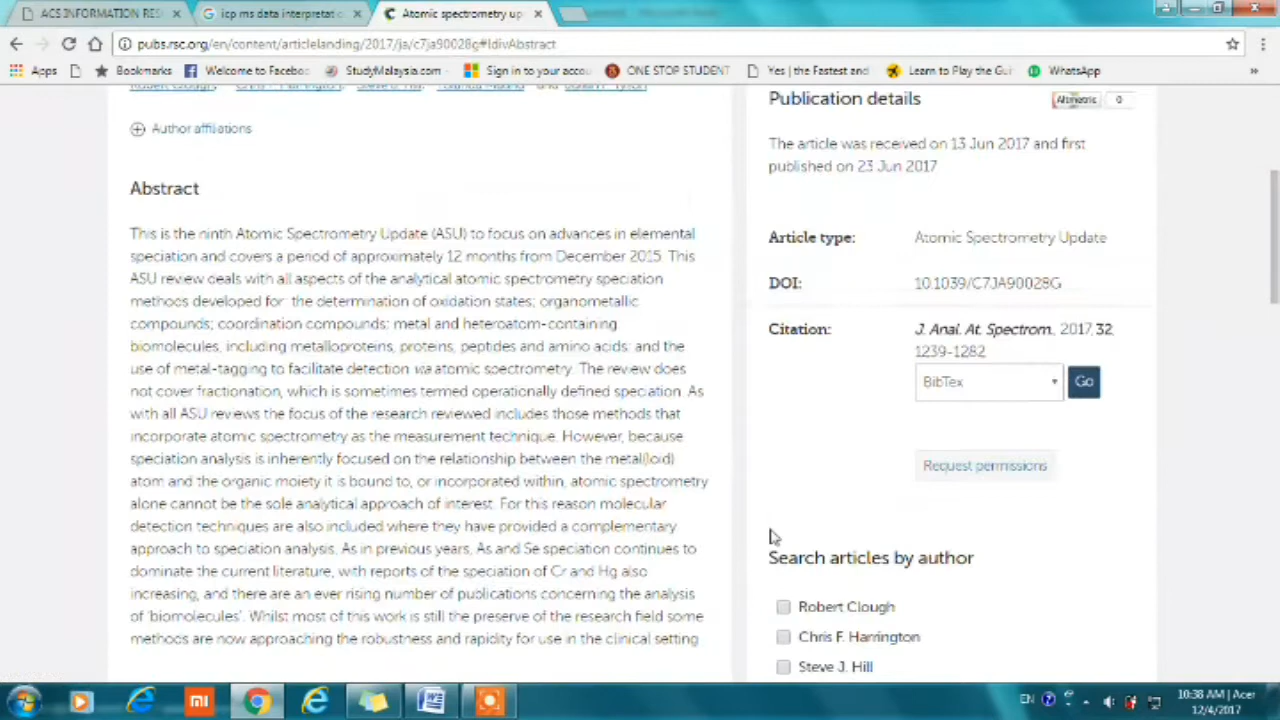 ACS INFORMATION RES
icp ms data interpretati
Atomic spectrometry up
pubs.rsc.org/en/content/articlelanding/2017/ja/c7ja90028g#!divAbstract
Apps
Bookmarks
Welcome to Faceboo
StudyMalaysia.com -
Sign in to your accou
ONE STOP STUDENT
Yes | the Fastest and
Learn to Play the Gui
WhatsApp
»
Robert Clough, Chris F. Harrington, Steve J. Hill, and Julian F. Tyson
Author affiliations
Abstract
This is the ninth Atomic Spectrometry Update (ASU) to focus on advances in elemental
speciation and covers a period of approximately 12 months from December 2015. This
ASU review deals with all aspects of the analytical atomic spectrometry speciation
methods developed for: the determination of oxidation states; organometallic
compounds; coordination compounds; metal and heteroatom-containing
biomolecules, including metalloproteins, proteins, peptides and amino acids; and the
use of metal-tagging to facilitate detection via atomic spectrometry. The review does
not cover fractionation, which is sometimes termed operationally defined speciation. As
with all ASU reviews the focus of the research reviewed includes those methods that
incorporate atomic spectrometry as the measurement technique. However, because
speciation analysis is inherently focused on the relationship between the metal(loid)
atom and the organic moiety it is bound to, or incorporated within, atomic spectrometry
alone cannot be the sole analytical approach of interest. For this reason molecular
detection techniques are also included where they have provided a complementary
approach to speciation analysis. As in previous years, As and Se speciation continues to
dominate the current literature, with reports of the speciation of Cr and Hg also
increasing, and there are an ever rising number of publications concerning the analysis
of 'biomolecules'. Whilst most of this work is still the preserve of the research field some
methods are now approaching the robustness and rapidity for use in the clinical setting
Publication details
Altmetric 0
The article was received on 13 Jun 2017 and first
published on 23 Jun 2017
Article type: Atomic Spectrometry Update
DOI: 10.1039/C7JA90028G
Citation: J. Anal. At. Spectrom., 2017, 32,
1239-1282
BibTex
Go
Request permissions
Search articles by author
Robert Clough
Chris F. Harrington
Steve J. Hill
EN
10:38 AM | Acer
12/4/2017